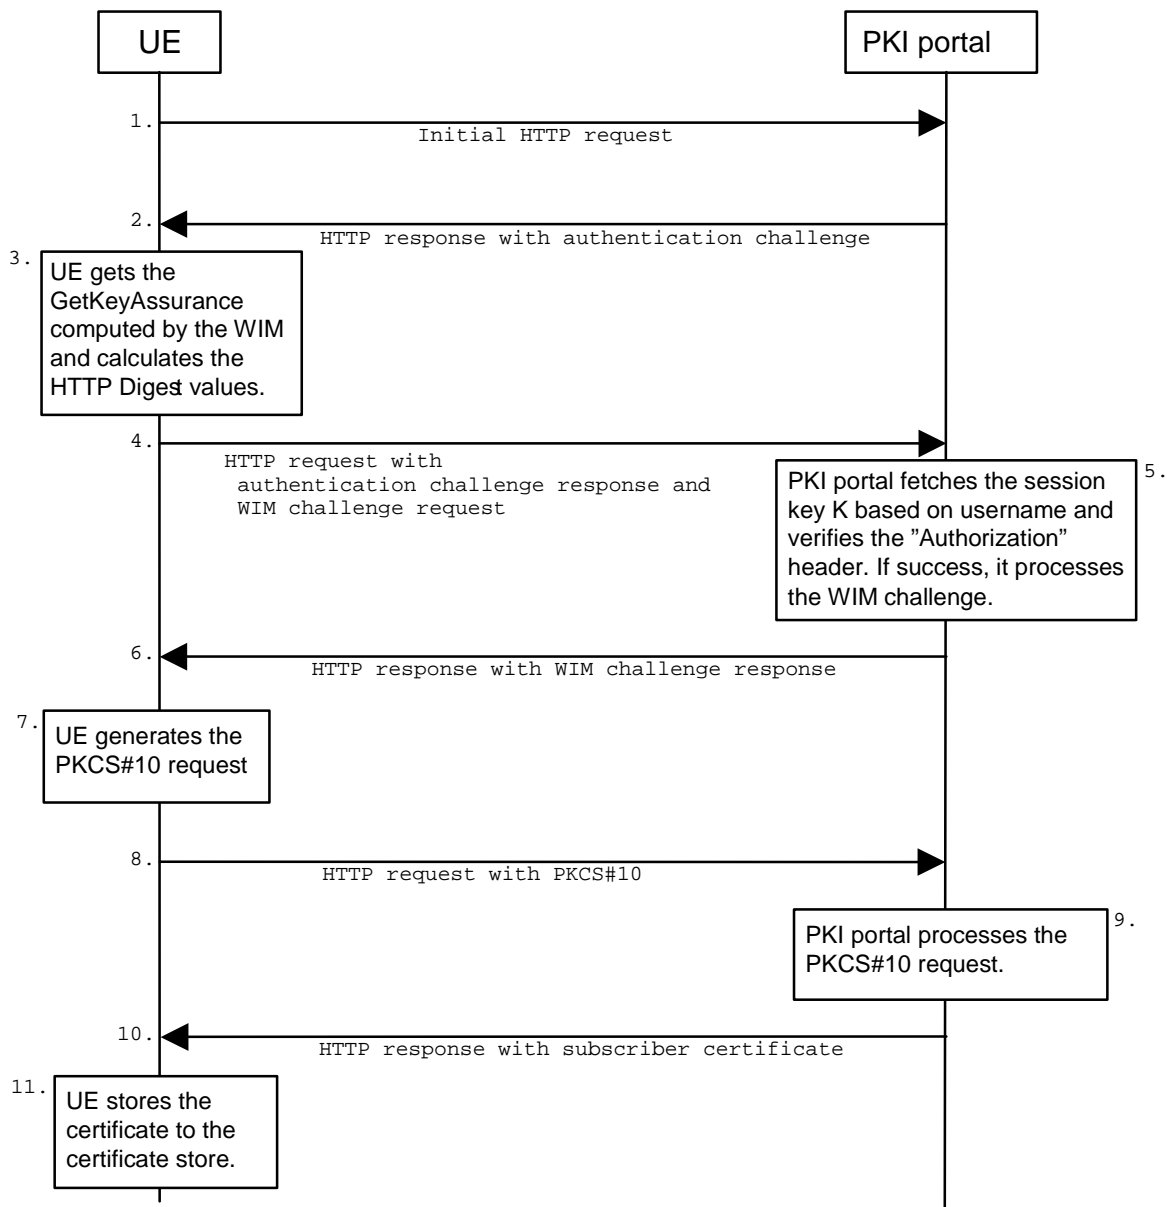 UE
PKI portal
1.
Initial HTTP request
2.
HTTP response with authentication challenge
3.
UE gets the
GetKeyAssurance
computed by the WIM
and calculates the
HTTP Digest values.
4.
HTTP request with
authentication challenge response and
WIM challenge request
5.
PKI portal fetches the session
key K based on username and
verifies the ”Authorization”
header. If success, it processes
the WIM challenge.
6.
HTTP response with WIM challenge response
7.
UE generates the
PKCS#10 request
8.
HTTP request with PKCS#10
9.
PKI portal processes the
PKCS#10 request.
10.
HTTP response with subscriber certificate
11.
UE stores the
certificate to the
certificate store.